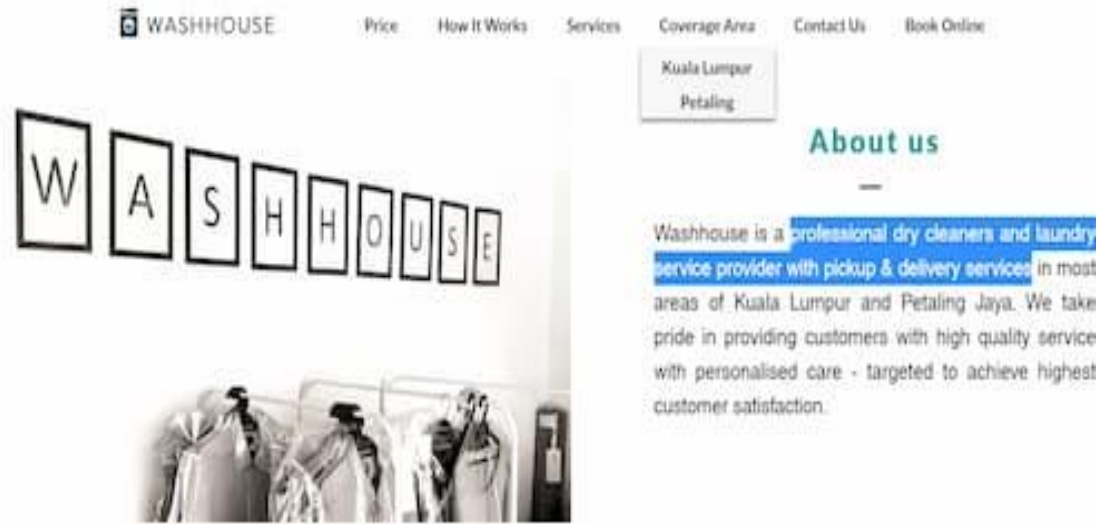 WASHHOUSE
Price
How It Works
Services
Coverage Area
Contact Us
Book Online
Kuala Lumpur
Petaling
WASHHOUSE
About us
Washhouse is a professional dry cleaners and laundry
service provider with pickup & delivery services in most
areas of Kuala Lumpur and Petaling Jaya. We take
pride in providing customers with high quality service
with personalised care - targeted to achieve highest
customer satisfaction.